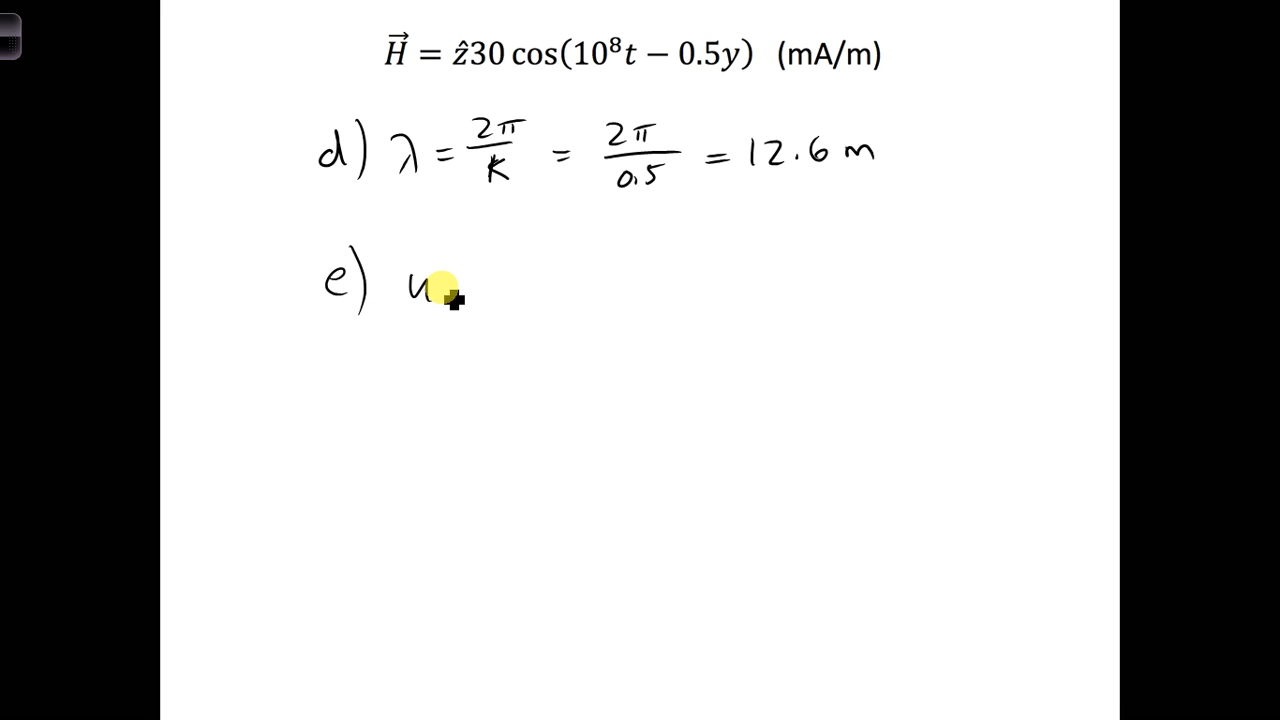 H⃗ = ẑ30 cos(10⁸t − 0.5y) (mA/m)
d) λ = 2π/k = 2π/0.5 = 12.6 m
e) u